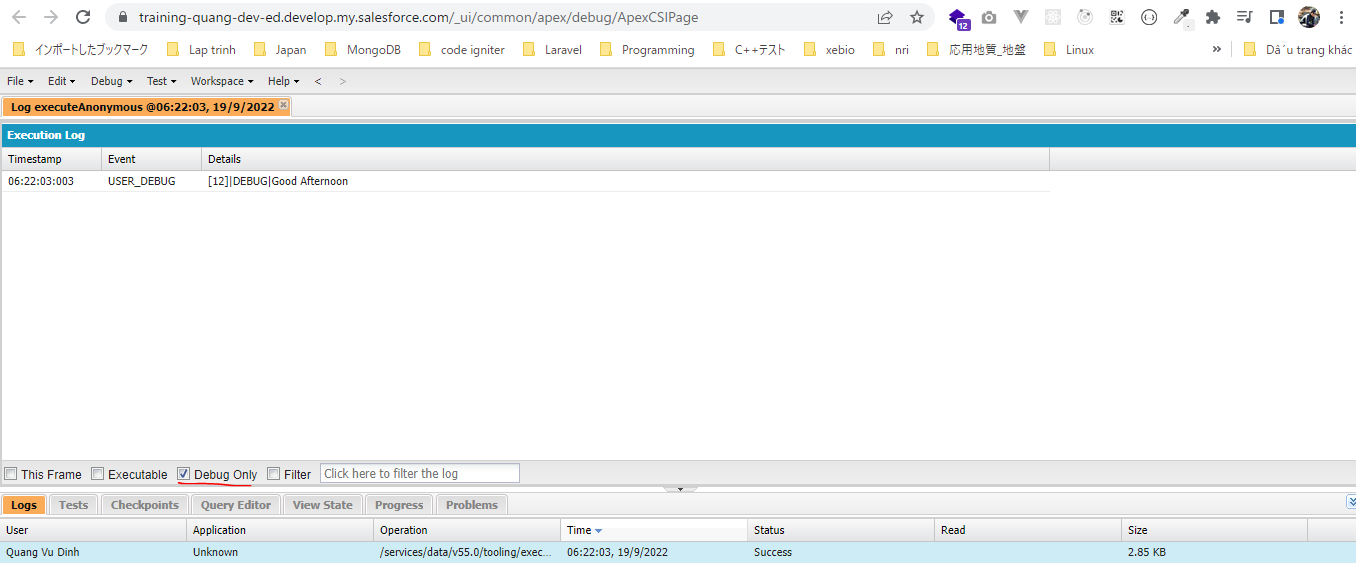 training-quang-dev-ed.develop.my.salesforce.com/_ui/common/apex/debug/ApexCSIPage
12
インポートしたブックマーク Lap trinh Japan MongoDB code igniter Laravel Programming C++テスト xebio nri 応用地質_地盤 Linux » Dấu trang khác
File Edit Debug Test Workspace Help < >
Log executeAnonymous @06:22:03, 19/9/2022
Execution Log
Timestamp Event Details
06:22:03:003 USER_DEBUG [12]|DEBUG|Good Afternoon
This Frame Executable Debug Only Filter Click here to filter the log
Logs Tests Checkpoints Query Editor View State Progress Problems
User Application Operation Time Status Read Size
Quang Vu Dinh Unknown /services/data/v55.0/tooling/exec... 06:22:03, 19/9/2022 Success 2.85 KB